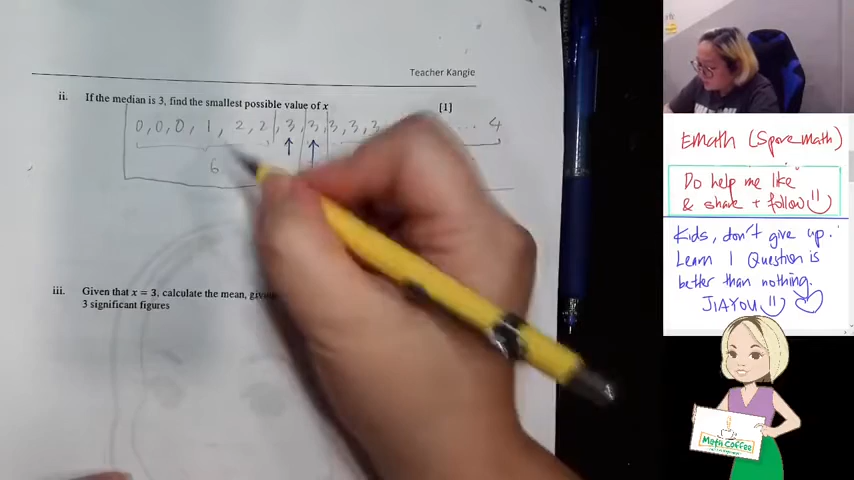 Teacher Kangie
ii. If the median is 3, find the smallest possible value of x
[1]
0, 0, 0, 1, 2, 2, 3, 3, 3, 3, 3 ... 4
6
iii. Given that x = 3, calculate the mean,
3 significant figures
EMath (Spore math)
Do help me like
& share + follow
Kids, don't give up.
Learn 1 Question is
better than nothing.
JIAYOU
Math Coffee